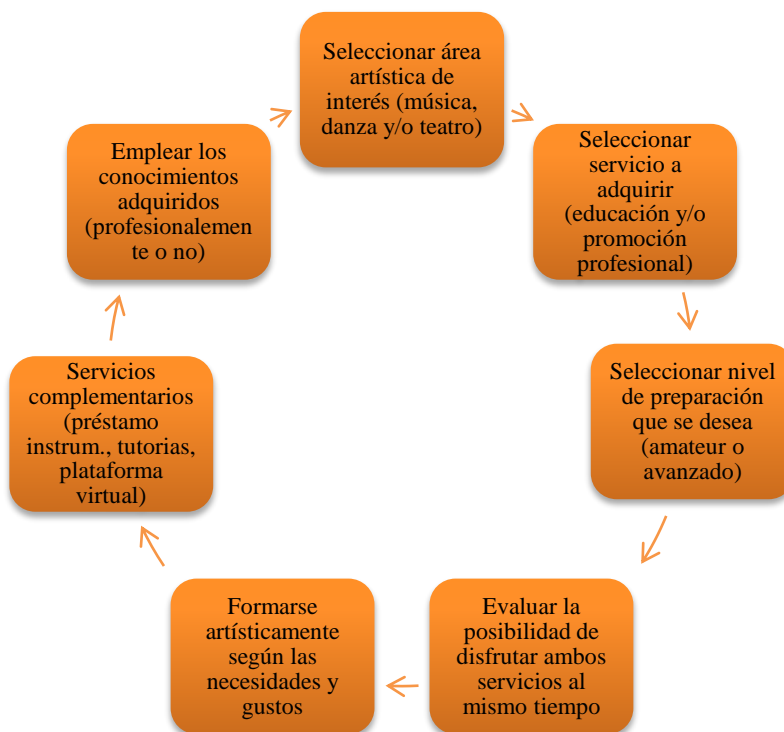 Seleccionar área
artística de
interés (música,
danza y/o teatro)
Seleccionar
servicio a
adquirir
(educación y/o
promoción
profesional)
Seleccionar nivel
de preparación
que se desea
(amateur o
avanzado)
Evaluar la
posibilidad de
disfrutar ambos
servicios al
mismo tiempo
Formarse
artísticamente
según las
necesidades y
gustos
Servicios
complementarios
(préstamo
instrum., tutorias,
plataforma
virtual)
Emplear los
conocimientos
adquiridos
(profesionalemen
te o no)